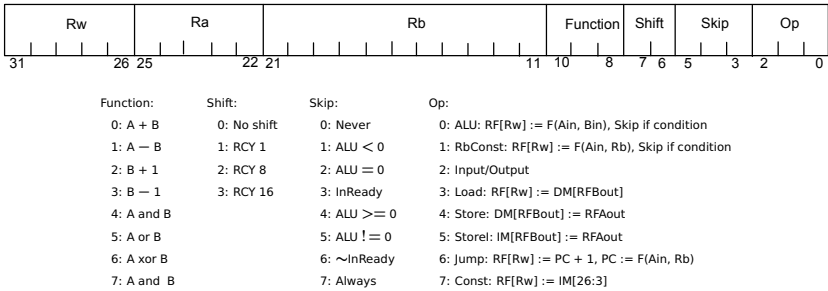 Rw Ra Rb Function Shift Skip Op
31 26 25 22 21 11 10 8 7 6 5 3 2 0
Function: Shift: Skip: Op:
0: A + B 0: No shift 0: Never 0: ALU: RF[Rw] := F(Ain, Bin), Skip if condition
1: A — B 1: RCY 1 1: ALU < 0 1: RbConst: RF[Rw] := F(Ain, Rb), Skip if condition
2: B + 1 2: RCY 8 2: ALU = 0 2: Input/Output
3: B — 1 3: RCY 16 3: InReady 3: Load: RF[Rw] := DM[RFBout]
4: A and B 4: ALU >= 0 4: Store: DM[RFBout] := RFAout
5: A or B 5: ALU != 0 5: StoreI: IM[RFBout] := RFAout
6: A xor B 6: ~InReady 6: Jump: RF[Rw] := PC + 1, PC := F(Ain, Rb)
7: A and B 7: Always 7: Const: RF[Rw] := IM[26:3]